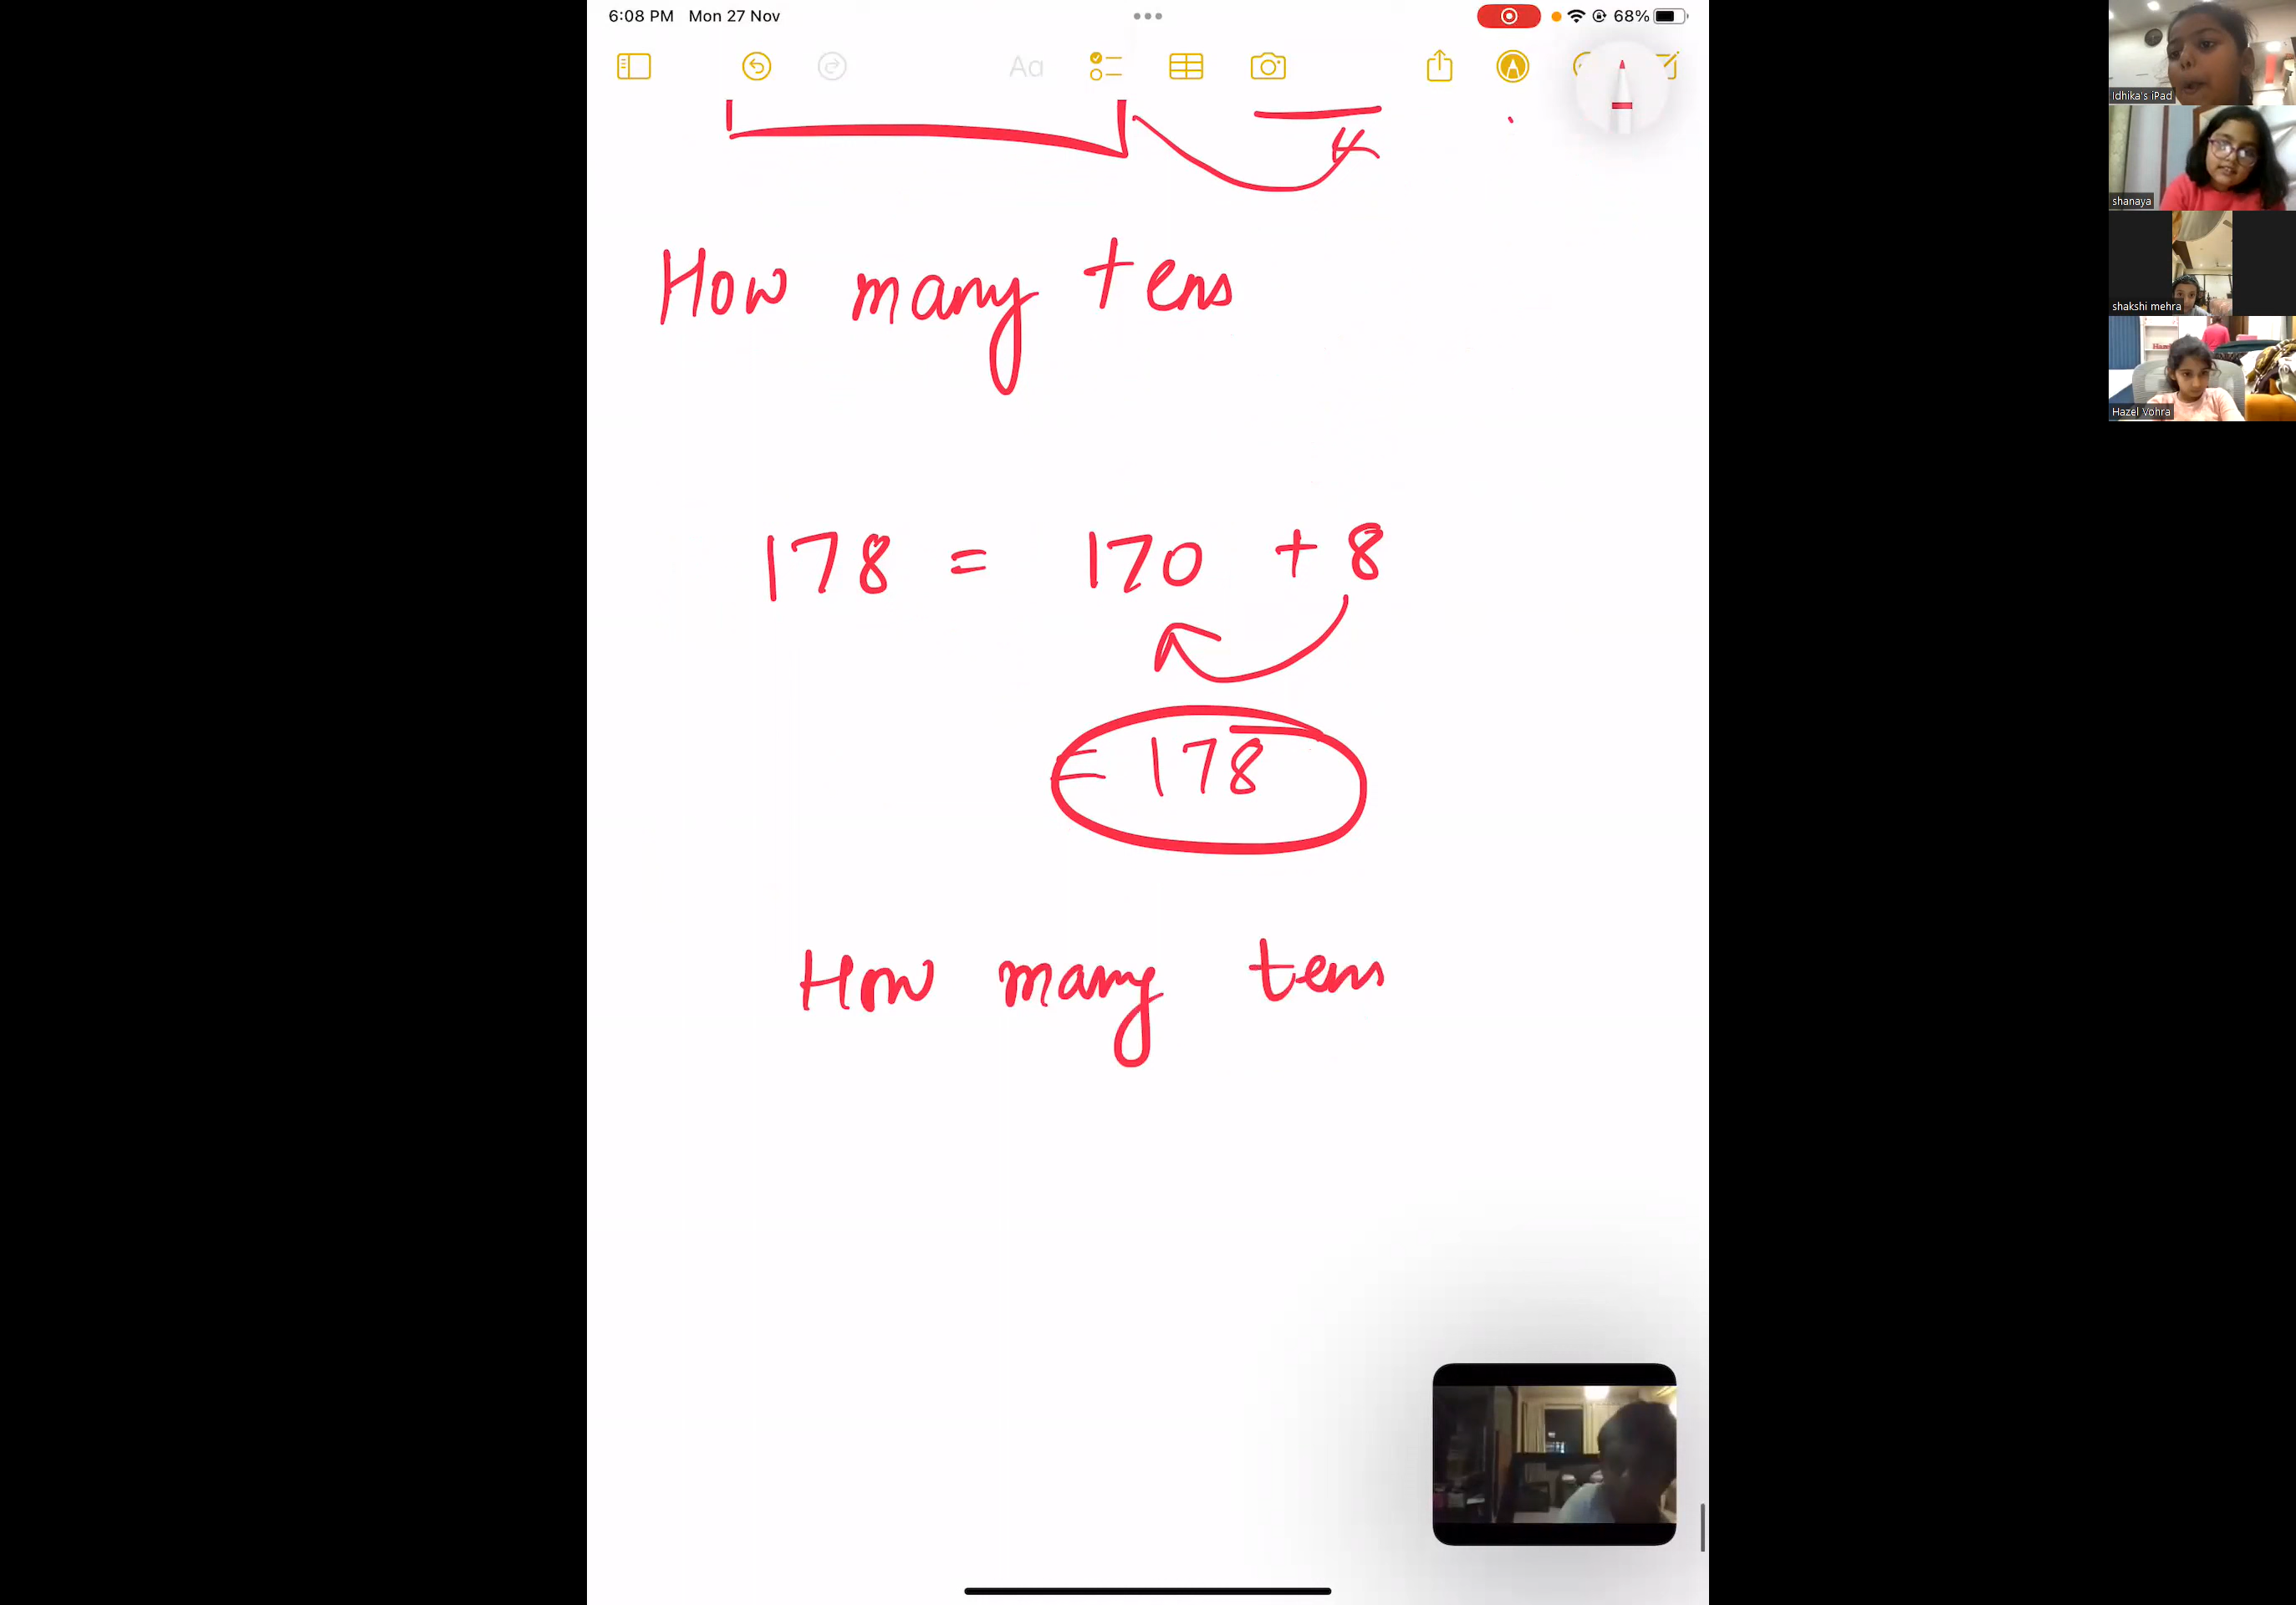 6:08 PM Mon 27 Nov
68%
Aa
Idhika's iPad
shanaya
shakshi mehra
Hazel Vohra
How many tens
178 = 170 + 8
= 178
How many tens